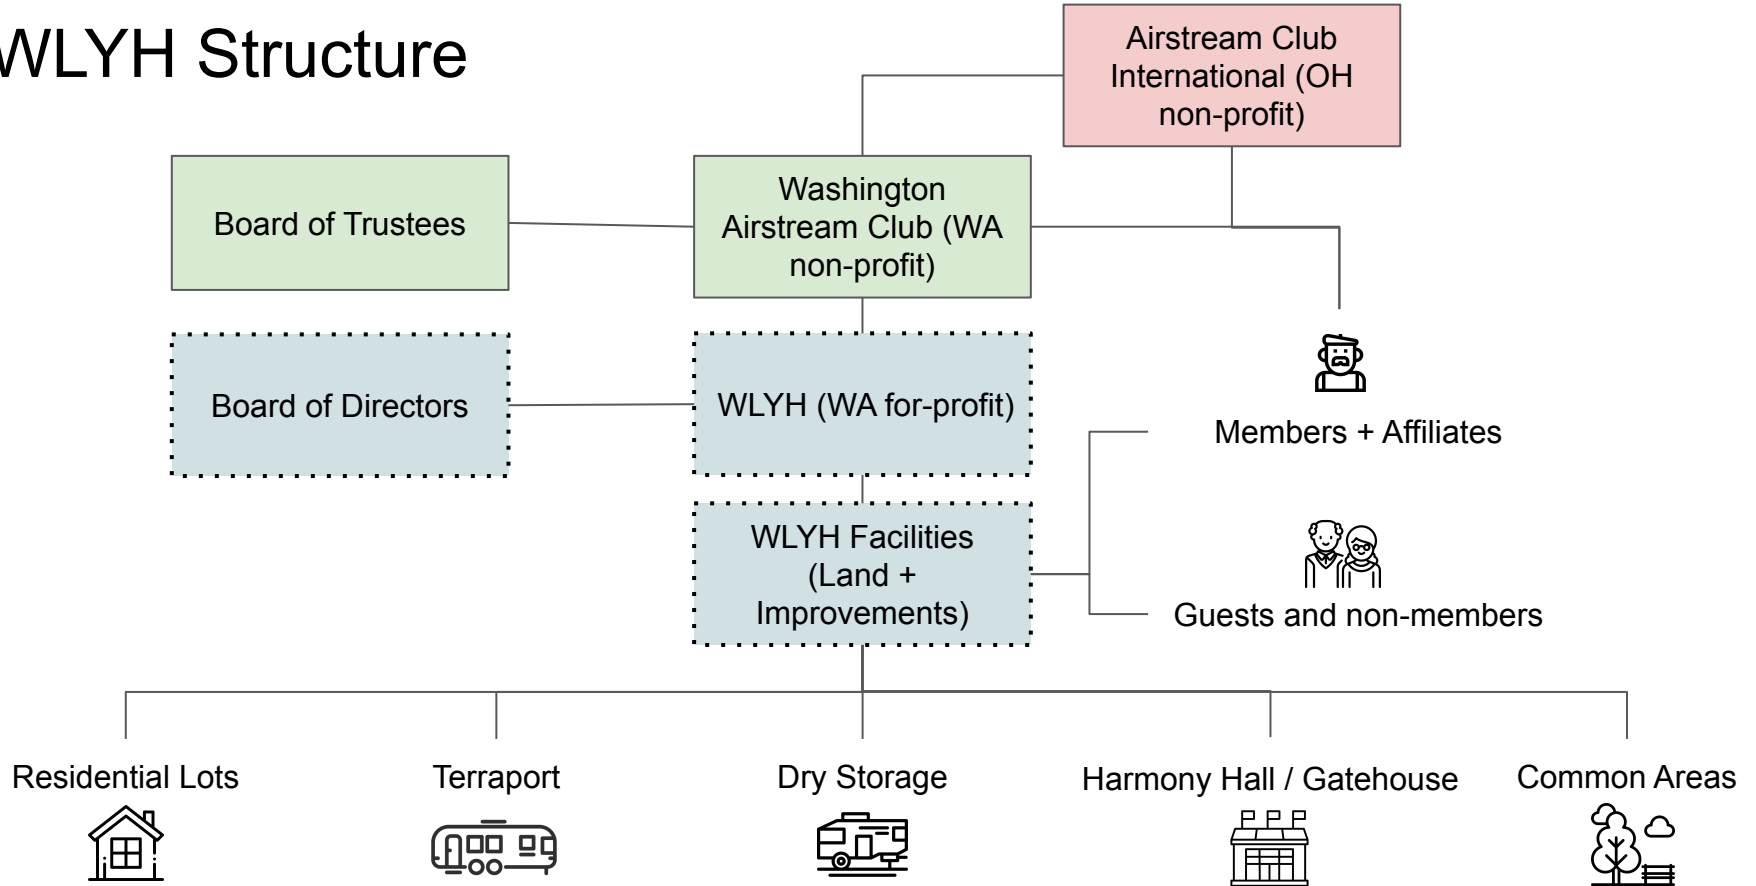 WLYH Structure
Airstream Club
International (OH
non-profit)
Board of Trustees
Washington
Airstream Club (WA
non-profit)
Board of Directors
WLYH (WA for-profit)
Members + Affiliates
WLYH Facilities
(Land +
Improvements)
Guests and non-members
Residential Lots
Terraport
Dry Storage
Harmony Hall / Gatehouse
Common Areas